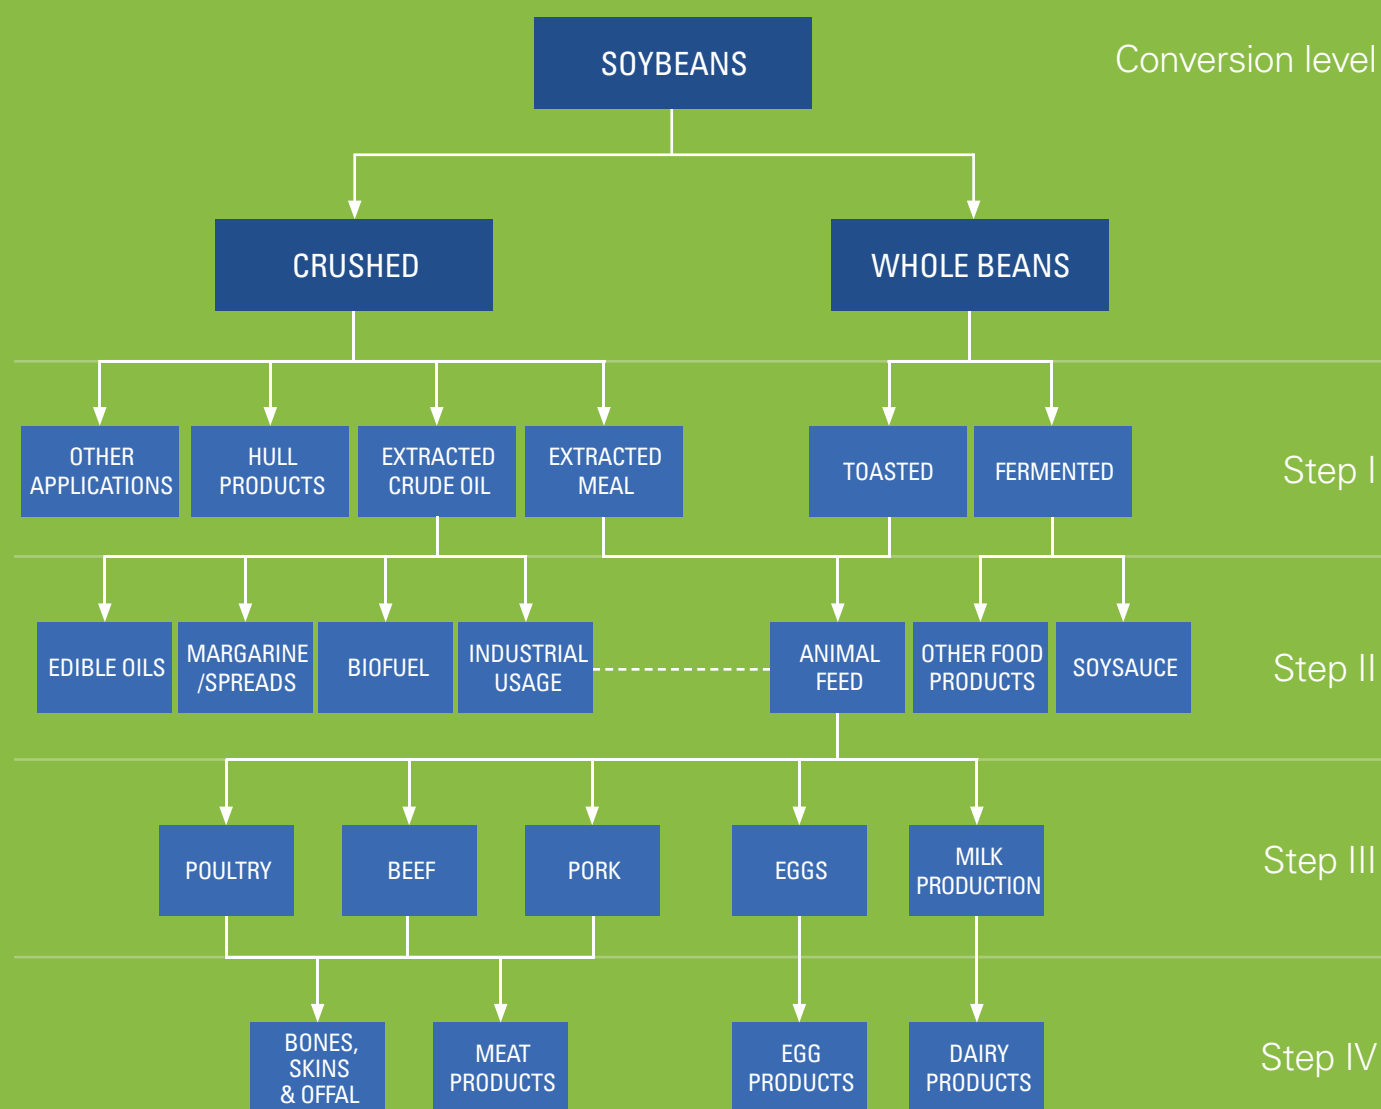 SOYBEANS
Conversion level
CRUSHED
WHOLE BEANS
OTHER
APPLICATIONS
HULL
PRODUCTS
EXTRACTED
CRUDE OIL
EXTRACTED
MEAL
TOASTED
FERMENTED
Step I
EDIBLE OILS
MARGARINE
/SPREADS
BIOFUEL
INDUSTRIAL
USAGE
ANIMAL
FEED
OTHER FOOD
PRODUCTS
SOYSAUCE
Step II
POULTRY
BEEF
PORK
EGGS
MILK
PRODUCTION
Step III
BONES,
SKINS
& OFFAL
MEAT
PRODUCTS
EGG
PRODUCTS
DAIRY
PRODUCTS
Step IV